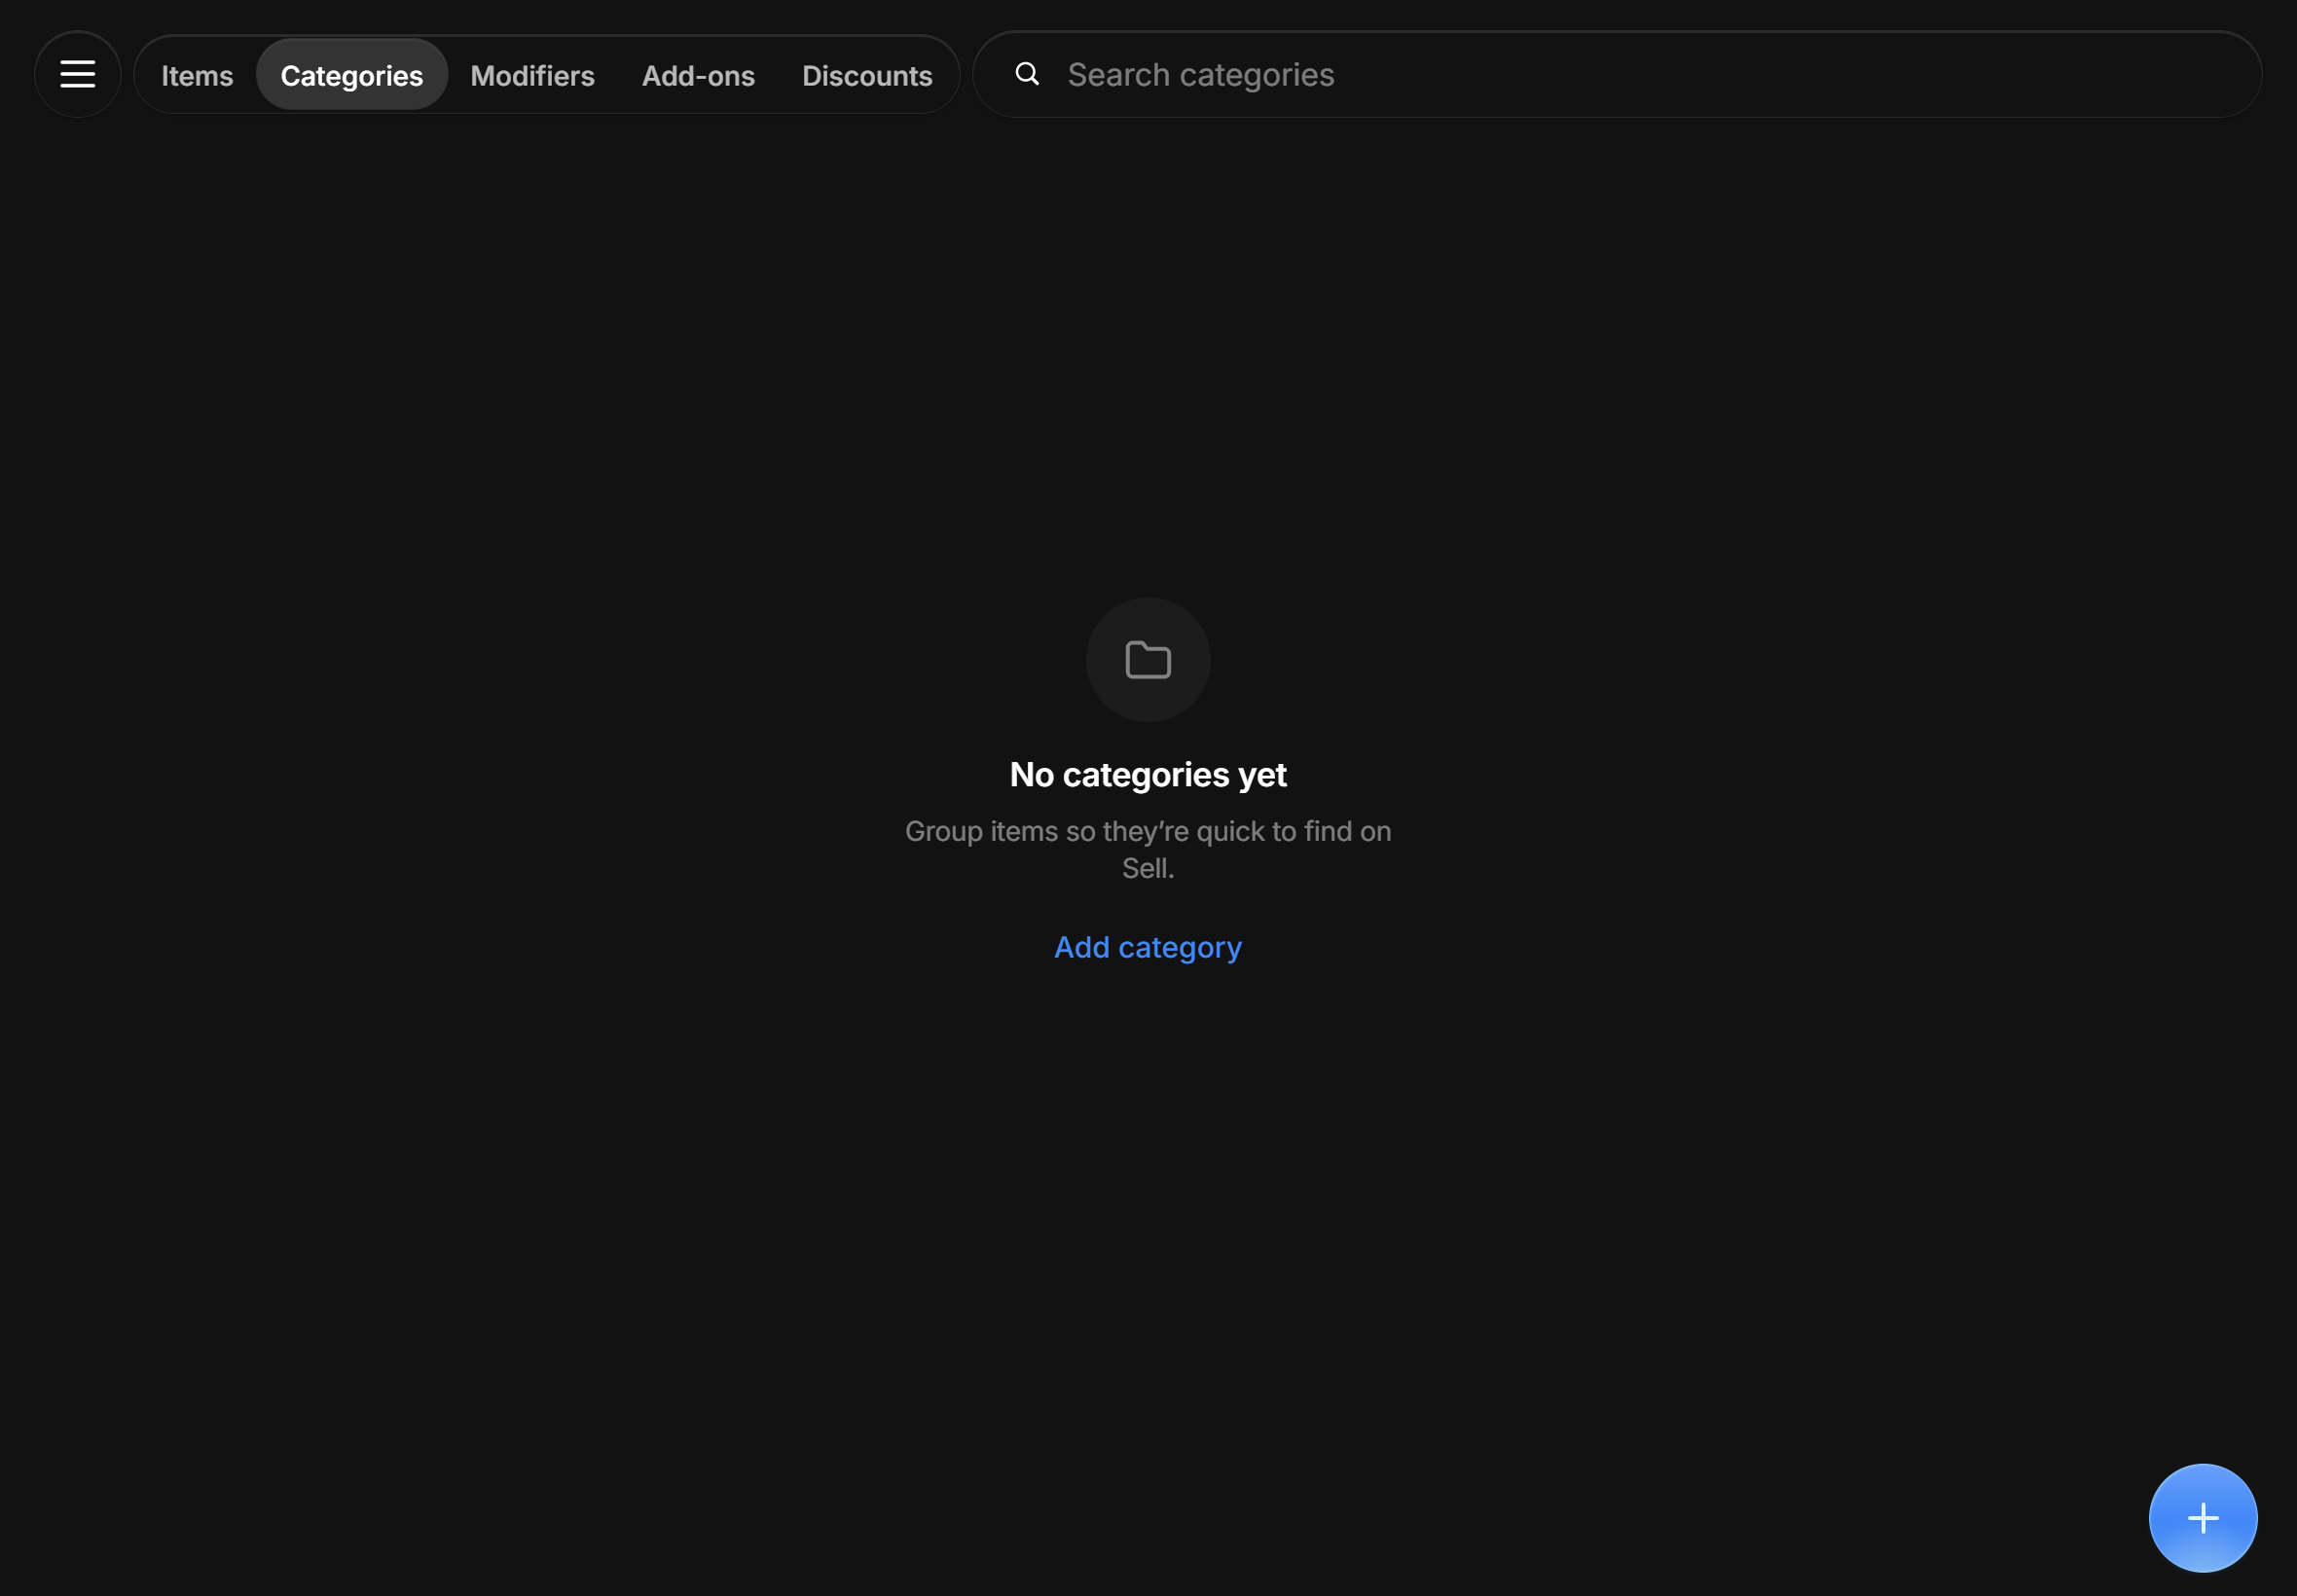 Items Categories Modifiers Add-ons Discounts Search categories
No categories yet
Group items so they’re quick to find on
Sell.
Add category